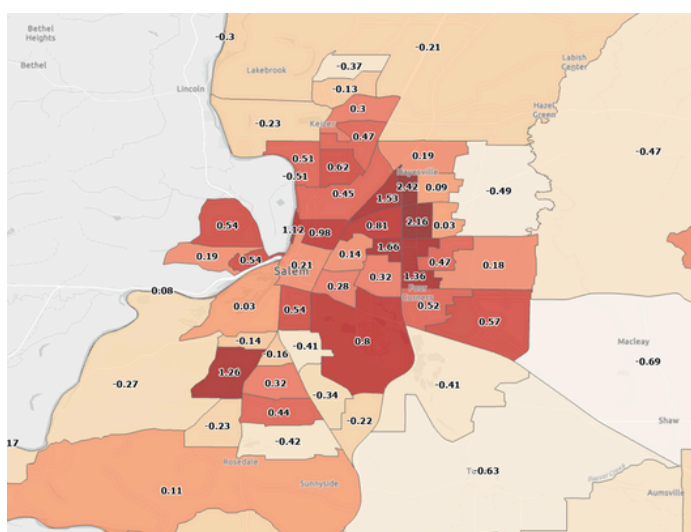 Bethel
Heights
-0.3
-0.21
Labish
Center
Bethel
Lakebrook
-0.37
Lincoln
-0.13
0.3
Hazel
Green
-0.23
Keizer
0.47
0.51
0.62
0.19
-0.47
-0.51
Hayesville
0.45
2.42
0.09
-0.49
1.53
0.54
1.12
0.98
0.81
2.16
0.03
1.66
0.19
0.54
0.21
0.14
0.47
0.18
Salem
0.32
1.36
0.08
0.28
Four
Corners
0.03
0.54
0.52
0.57
-0.14
-0.41
0.8
Macleay
-0.16
-0.69
1.26
0.32
-0.27
-0.34
-0.41
0.44
-0.23
-0.22
Shaw
17
-0.42
Rosedale
-0.63
Sunnyside
0.11
Aumsville